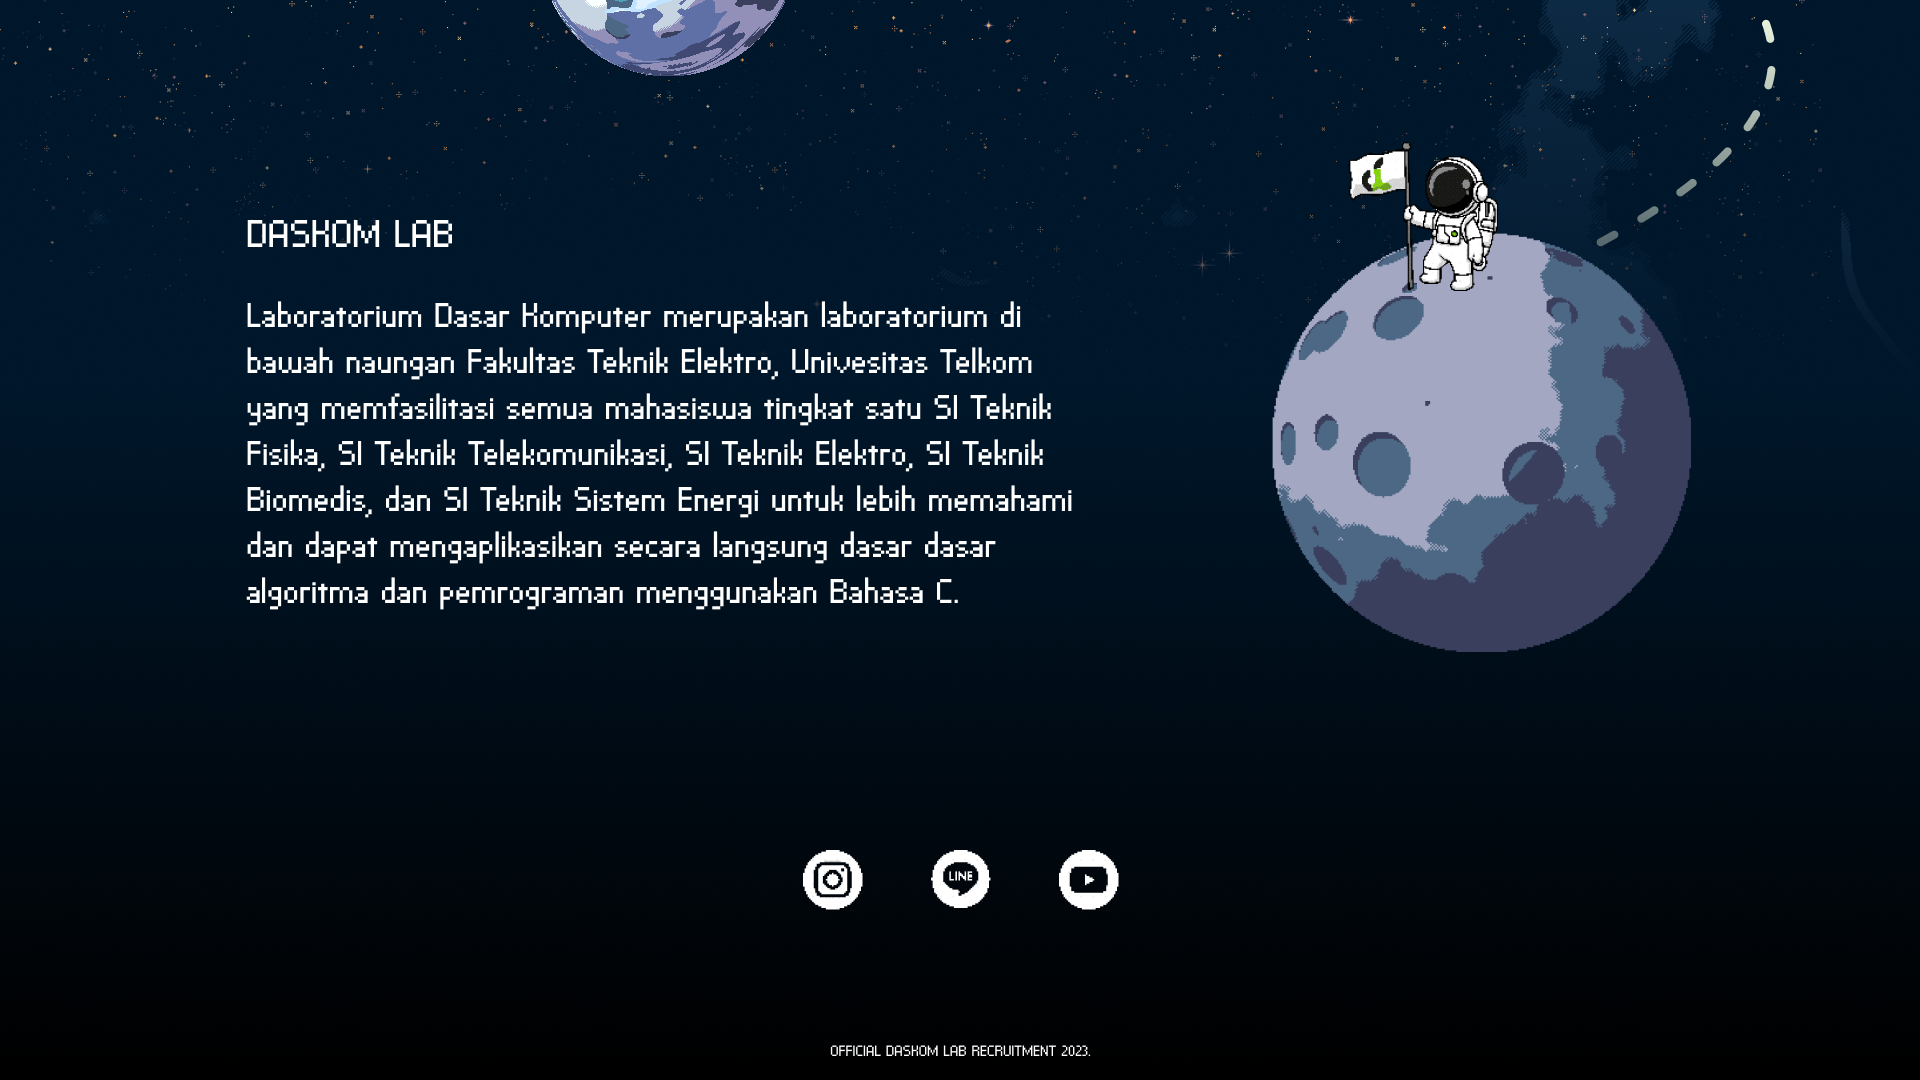 DASKOM LAB
Laboratorium Dasar Komputer merupakan laboratorium di
bawah naungan Fakultas Teknik Elektro, Univesitas Telkom
yang memfasilitasi semua mahasiswa tingkat satu S1 Teknik
Fisika, S1 Teknik Telekomunikasi, S1 Teknik Elektro, S1 Teknik
Biomedis, dan S1 Teknik Sistem Energi untuk lebih memahami
dan dapat mengaplikasikan secara langsung dasar dasar
algoritma dan pemrograman menggunakan Bahasa C.
LINE
OFFICIAL DASKOM LAB RECRUITMENT 2023.